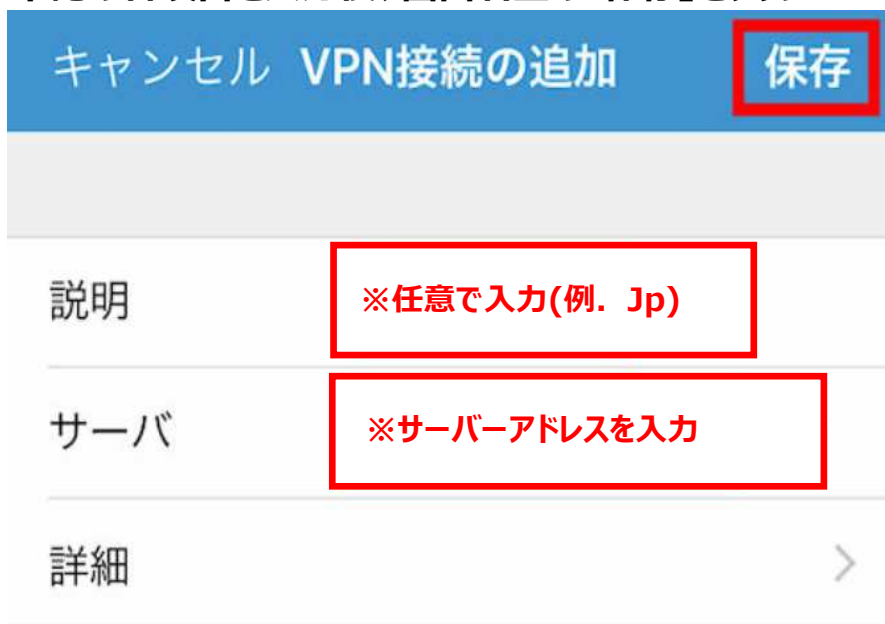 キャンセル VPN接続の追加 保存
説明 ※任意で入力(例. Jp)
サーバ ※サーバーアドレスを入力
詳細